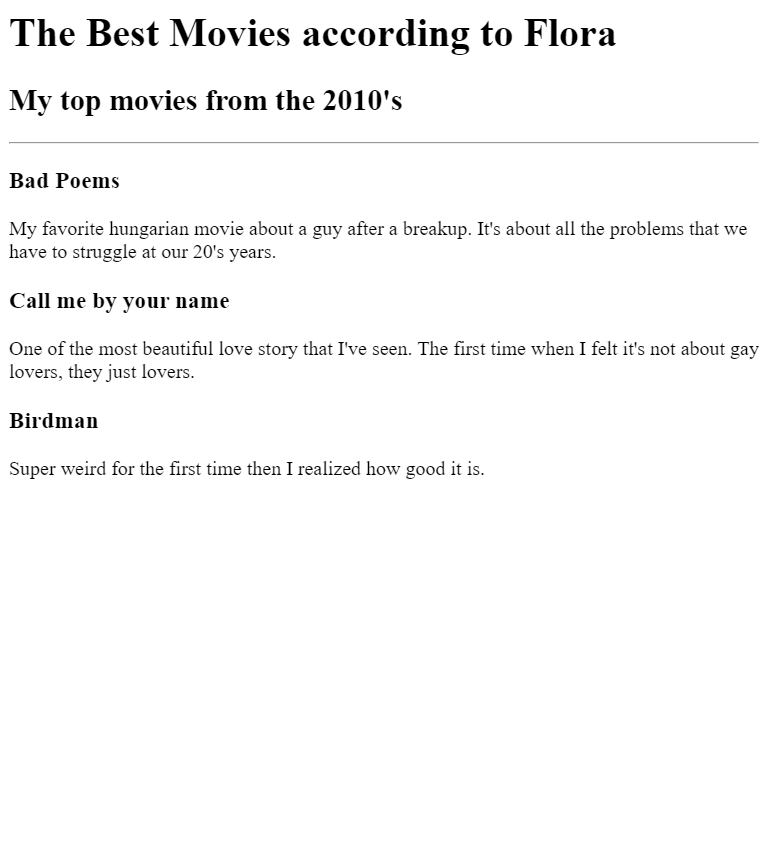 The Best Movies according to Flora
My top movies from the 2010's
Bad Poems
My favorite hungarian movie about a guy after a breakup. It's about all the problems that we
have to struggle at our 20's years.
Call me by your name
One of the most beautiful love story that I've seen. The first time when I felt it's not about gay
lovers, they just lovers.
Birdman
Super weird for the first time then I realized how good it is.